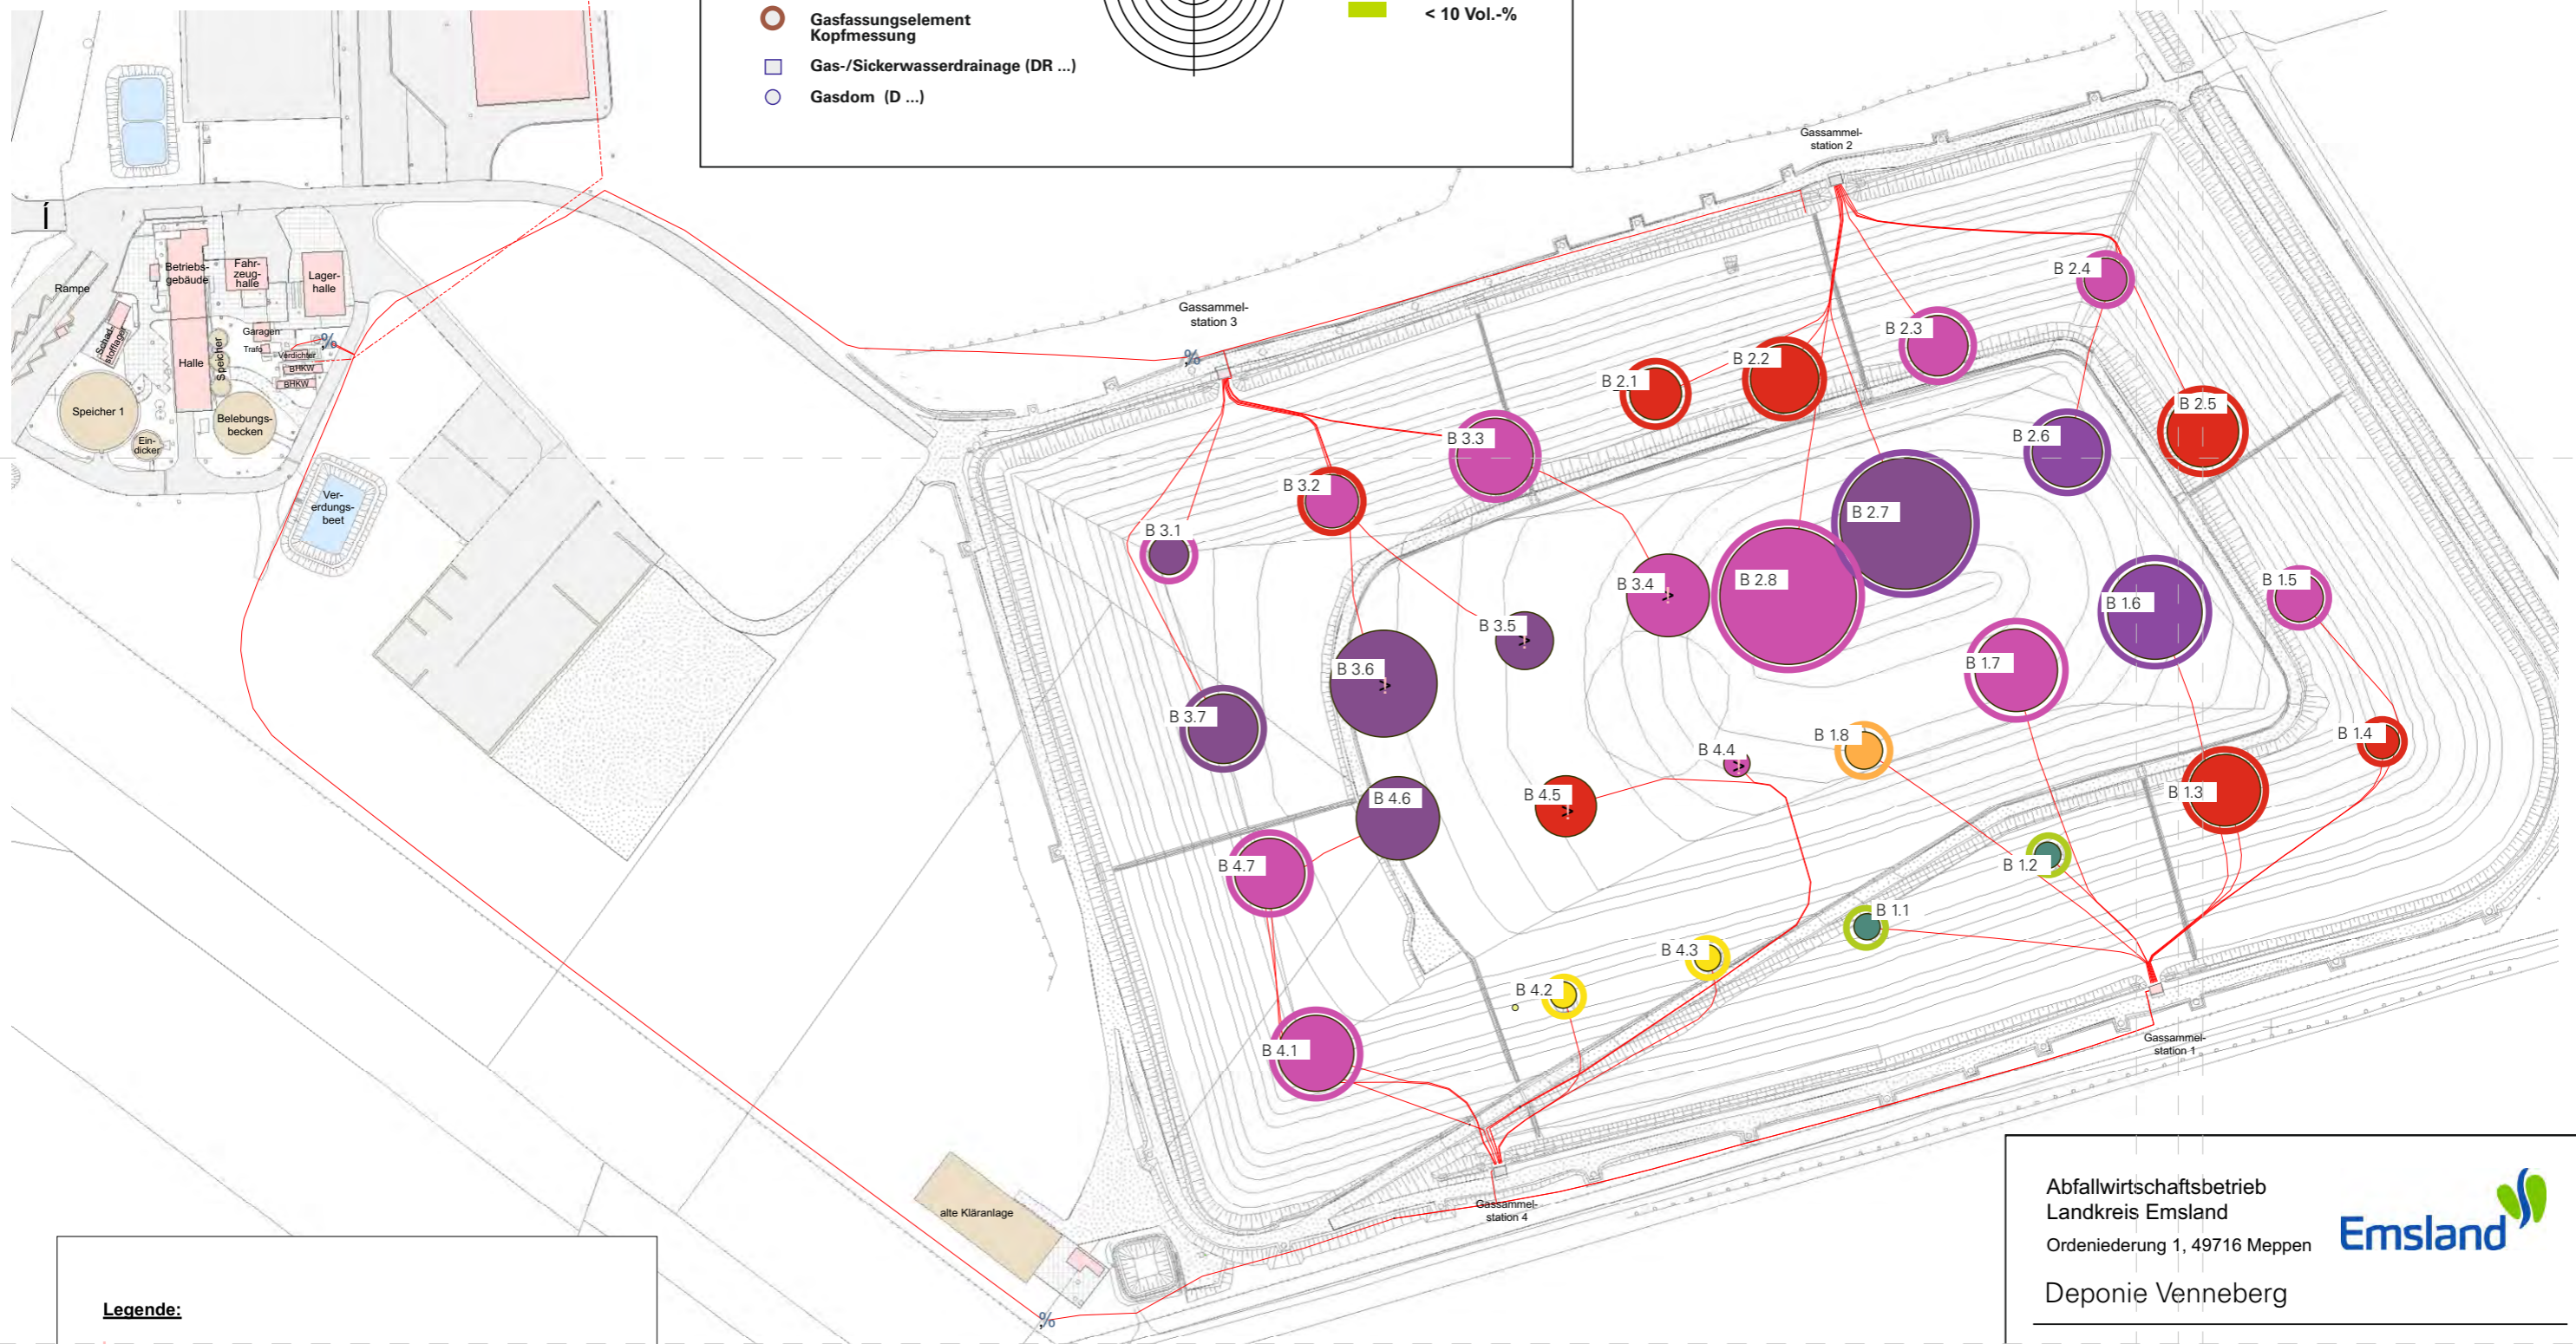 Gasfassungselement
Kopfmessung
Gas-/Sickerwasserdrainage (DR ...)
Gasdom (D ...)
< 10 Vol.-%
Gassammel-
station 2
Í
Betriebs-
gebäude
Fahr-
zeug-
halle
Lager-
halle
Rampe
Schad-
stofflager
Garagen
Trafo
Verdichter
BHKW
BHKW
Halle
Speicher
Speicher 1
Ein-
dicker
Belebungs-
becken
Ver-
erdungs-
beet
%
Gassammel-
station 3
%
B 2.4
B 2.3
B 2.2
B 2.1
B 2.5
B 2.6
B 3.3
B 3.2
B 3.1
B 2.7
B 2.8
B 3.4
B 3.5
B 1.5
B 1.6
B 1.7
B 3.6
B 3.7
B 1.8
B 1.4
B 4.4
B 4.5
B 4.6
B 1.3
B 4.7
B 1.2
B 1.1
B 4.3
B 4.2
B 4.1
Gassammel-
station 1
Gassammel-
station 4
alte Kläranlage
%
Legende:
Abfallwirtschaftsbetrieb
Landkreis Emsland
Ordeniederung 1, 49716 Meppen
Emsland
Deponie Venneberg